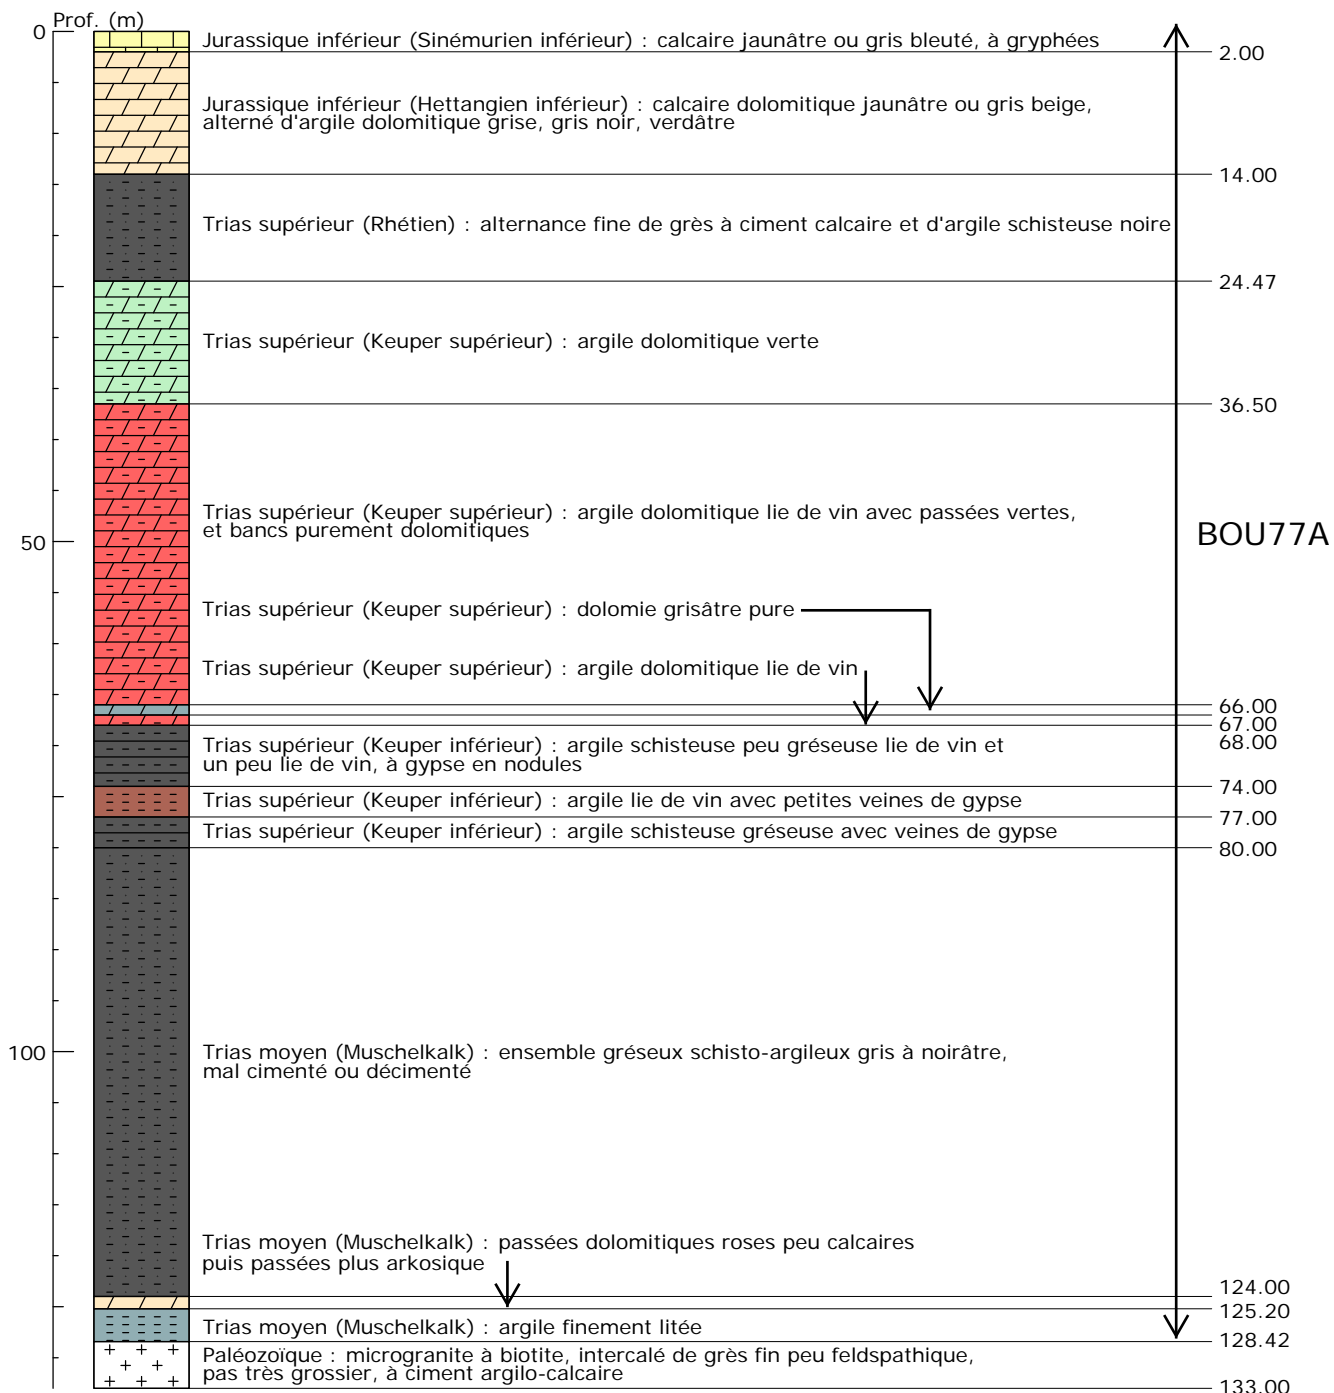 Prof. (m)
0
Jurassique inférieur (Sinémurien inférieur) : calcaire jaunâtre ou gris bleuté, à gryphées
2.00
Jurassique inférieur (Hettangien inférieur) : calcaire dolomitique jaunâtre ou gris beige,
alterné d'argile dolomitique grise, gris noir, verdâtre
14.00
Trias supérieur (Rhétien) : alternance fine de grès à ciment calcaire et d'argile schisteuse noire
24.47
Trias supérieur (Keuper supérieur) : argile dolomitique verte
36.50
Trias supérieur (Keuper supérieur) : argile dolomitique lie de vin avec passées vertes,
et bancs purement dolomitiques
50
BOU77A
Trias supérieur (Keuper supérieur) : dolomie grisâtre pure
Trias supérieur (Keuper supérieur) : argile dolomitique lie de vin
66.00
67.00
68.00
Trias supérieur (Keuper inférieur) : argile schisteuse peu gréseuse lie de vin et
un peu lie de vin, à gypse en nodules
74.00
Trias supérieur (Keuper inférieur) : argile lie de vin avec petites veines de gypse
77.00
Trias supérieur (Keuper inférieur) : argile schisteuse gréseuse avec veines de gypse
80.00
100
Trias moyen (Muschelkalk) : ensemble gréseux schisto-argileux gris à noirâtre,
mal cimenté ou décimenté
Trias moyen (Muschelkalk) : passées dolomitiques roses peu calcaires
puis passées plus arkosique
124.00
125.20
Trias moyen (Muschelkalk) : argile finement litée
128.42
Paléozoïque : microgranite à biotite, intercalé de grès fin peu feldspathique,
pas très grossier, à ciment argilo-calcaire
133.00